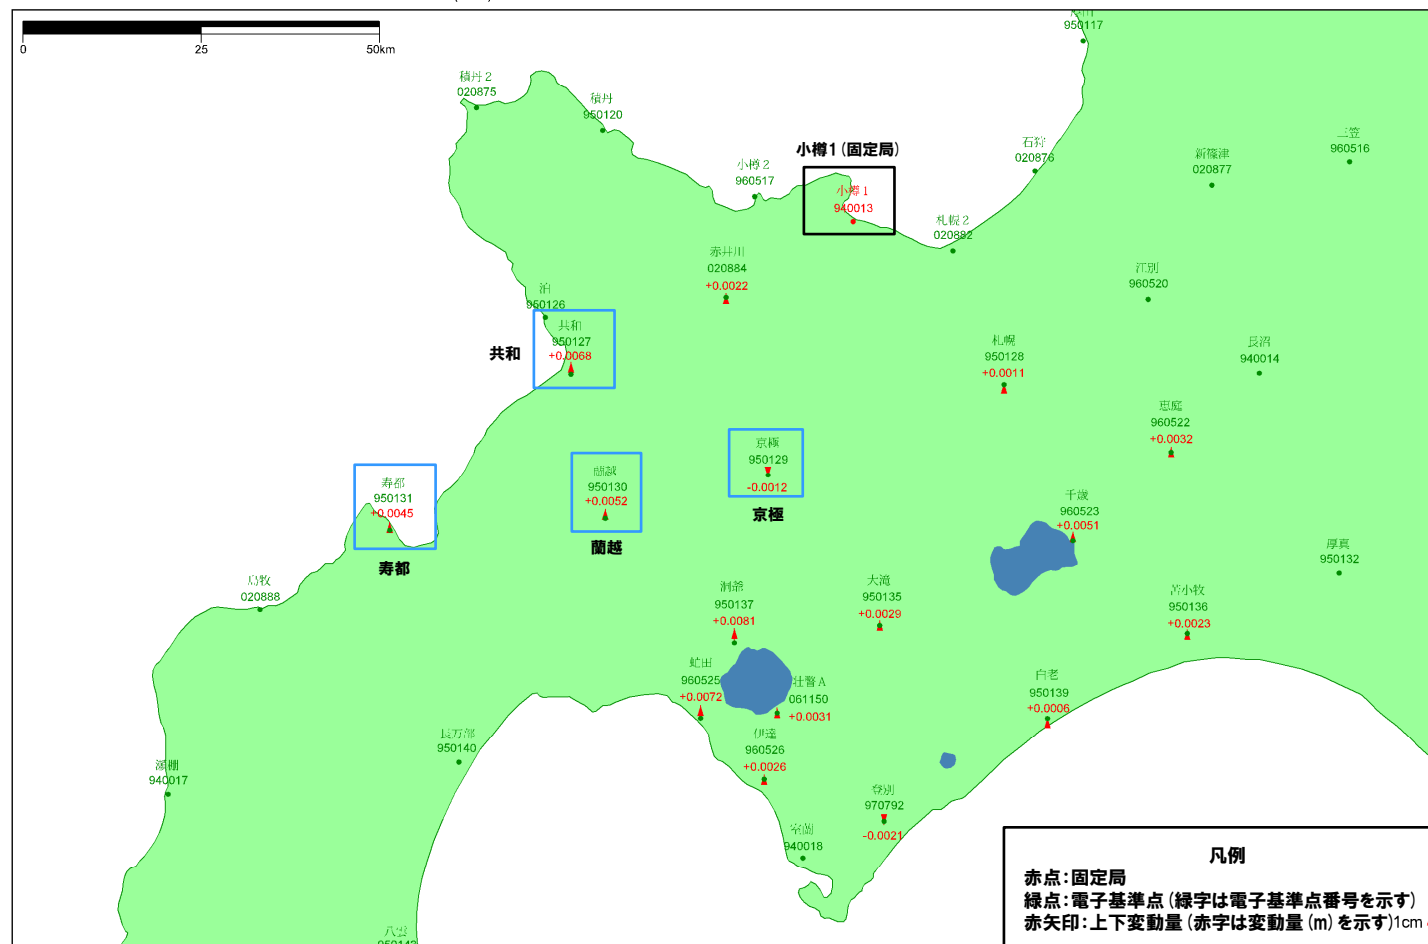 0
25
50km
950117
積丹２
020875
積丹
950120
小樽1（固定局）
小樽２
960517
小樽１
940013
石狩
020876
新篠津
020877
三笠
960516
札幌２
020882
赤井川
020884
+0.0022
江別
960520
泊
950126
共和
950127
+0.0068
共和
札幌
950128
+0.0011
長沼
940014
恵庭
960522
+0.0032
京極
950129
-0.0012
京極
蘭越
950130
+0.0052
蘭越
寿都
950131
+0.0045
寿都
千歳
960523
+0.0051
厚真
950132
島牧
020888
洞爺
950137
+0.0081
大滝
950135
+0.0029
苫小牧
950136
+0.0023
虻田
960525
+0.0072
壮瞥Ａ
061150
+0.0031
白老
950139
+0.0006
長万部
950140
伊達
960526
+0.0026
940017
登別
970792
-0.0021
室蘭
940018
八雲
凡例
赤点：固定局
緑点：電子基準点（緑字は電子基準点番号を示す）
赤矢印：上下変動量（赤字は変動量（m）を示す）1cm